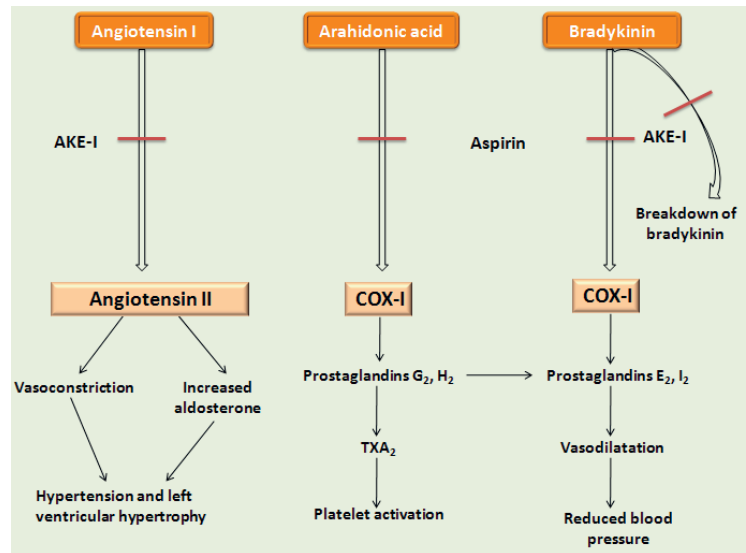 Angiotensin I
Arahidonic acid
Bradykinin
AKE-I
Aspirin
AKE-I
Breakdown of
bradykinin
Angiotensin II
COX-I
COX-I
Vasoconstriction
Increased
aldosterone
Prostaglandins G₂, H₂
Prostaglandins E₂, I₂
TXA₂
Vasodilatation
Hypertension and left
ventricular hypertrophy
Platelet activation
Reduced blood
pressure